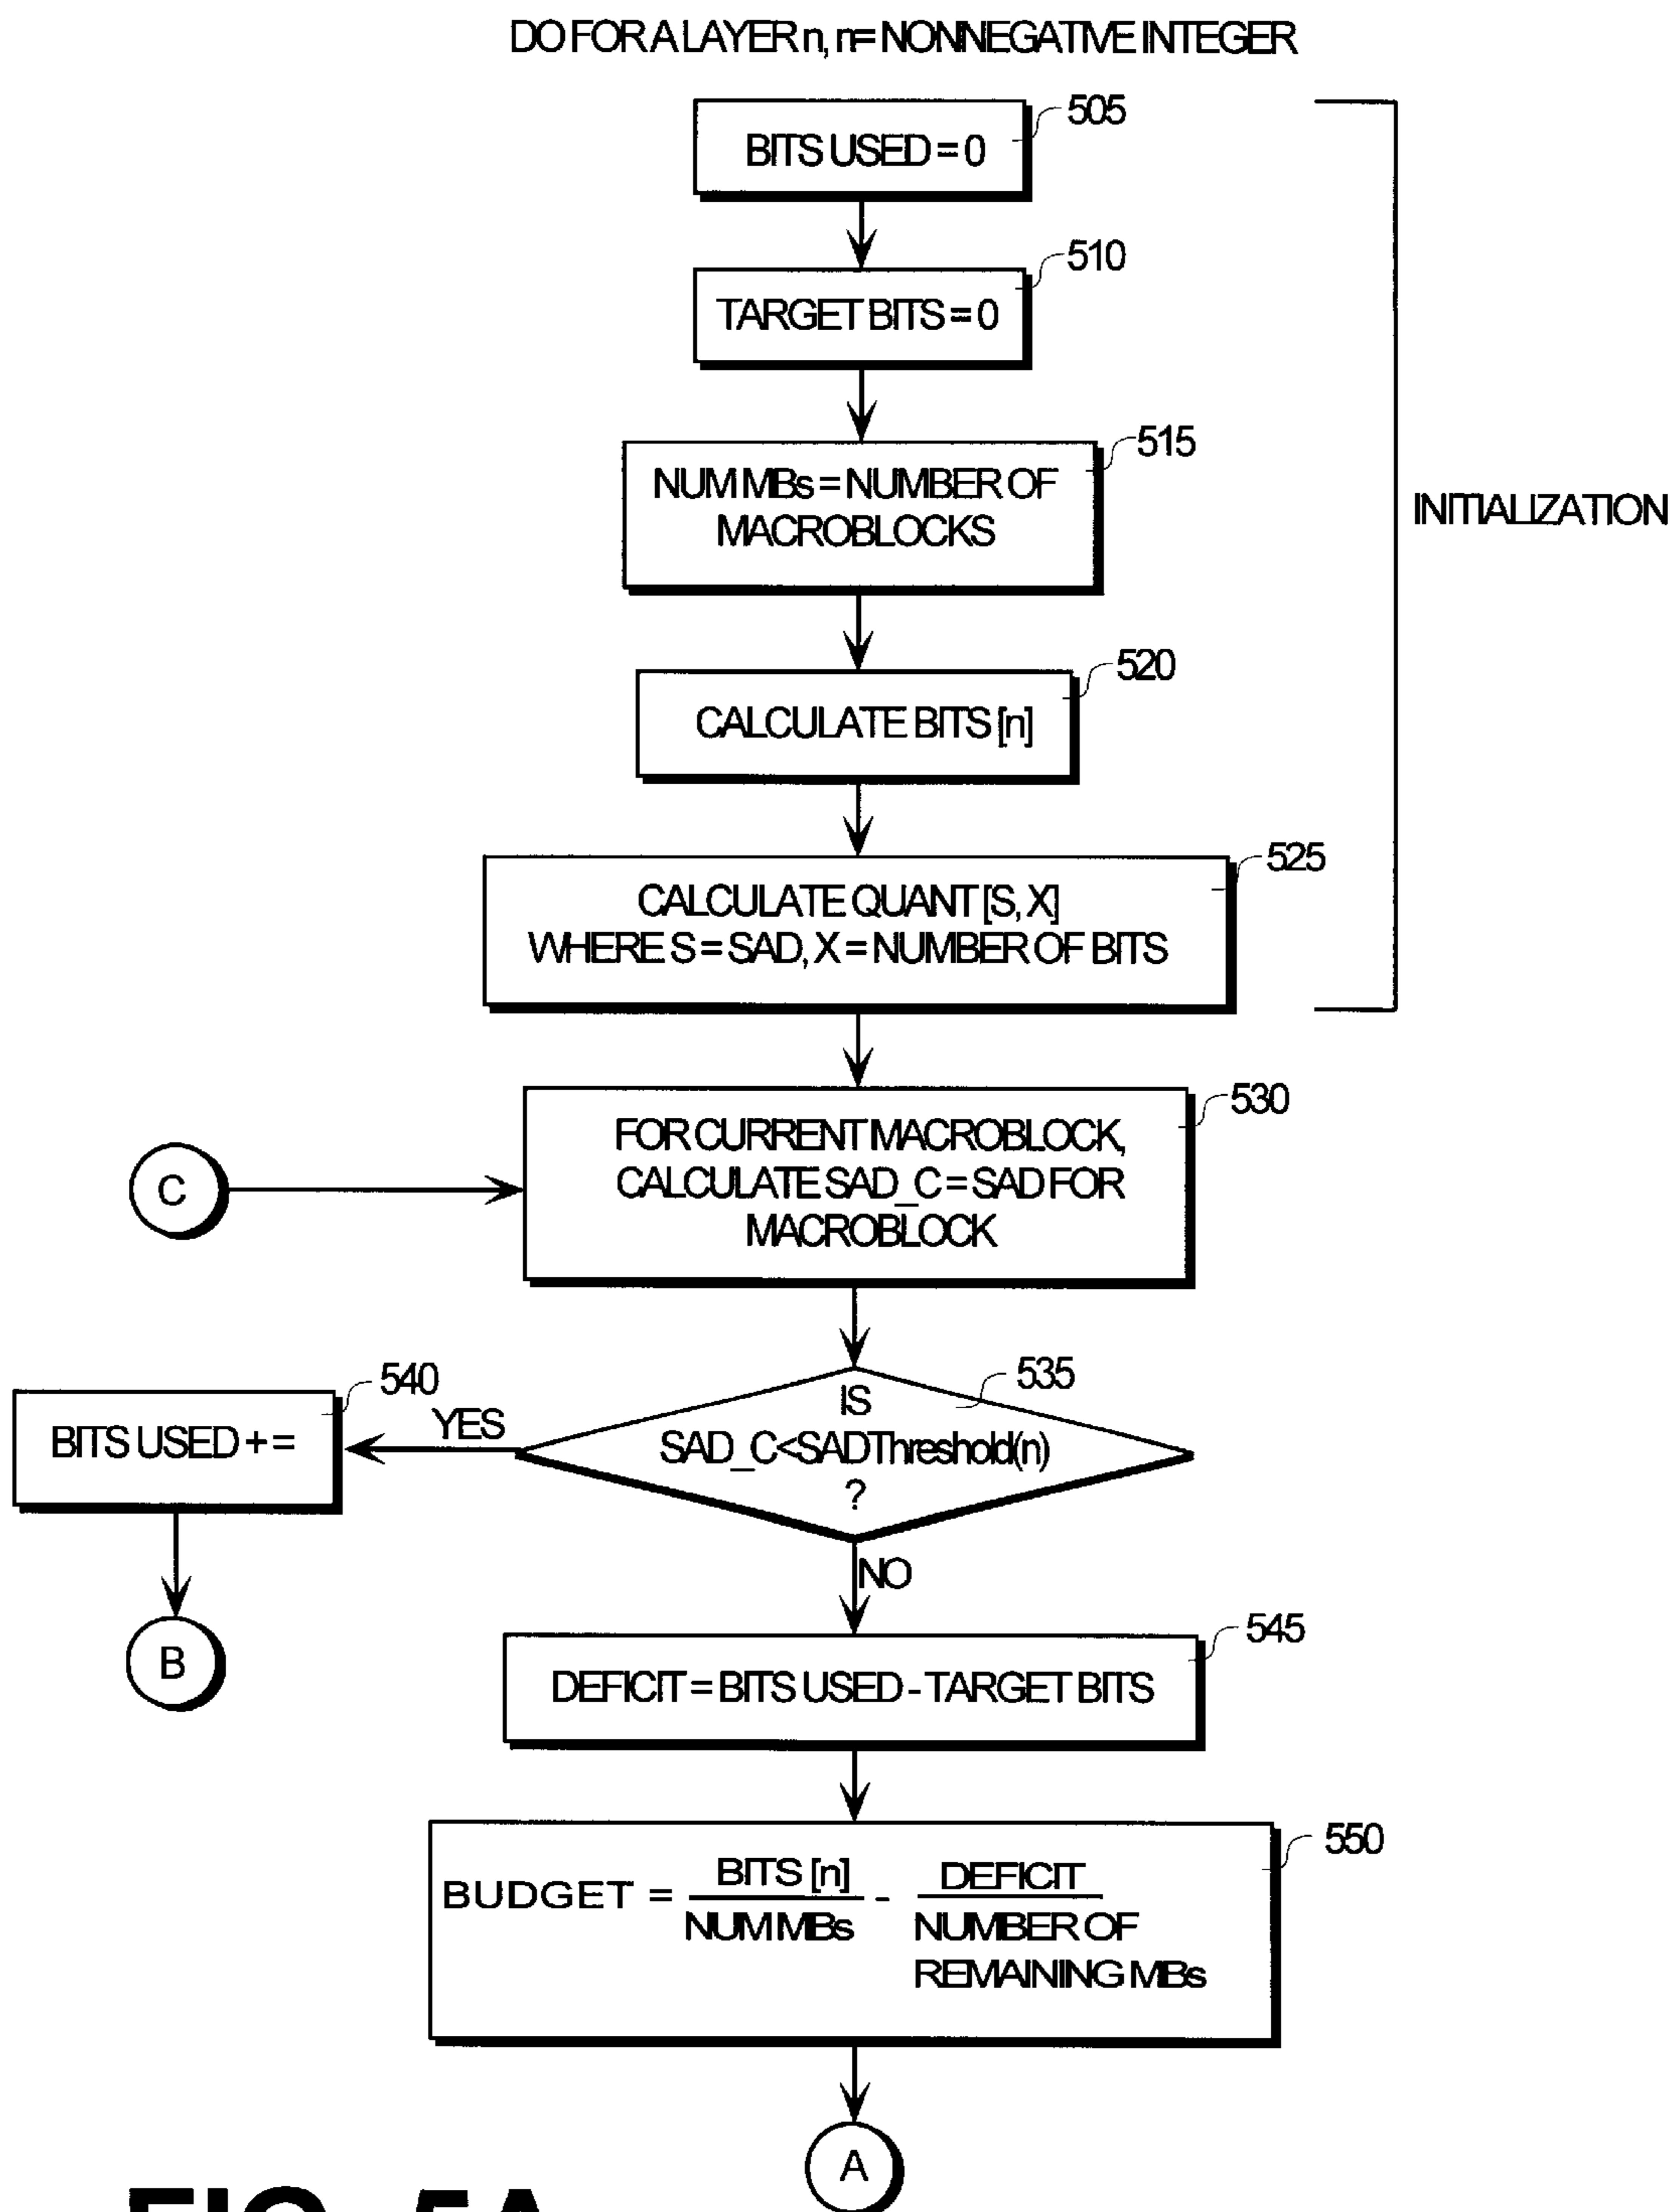 DO FOR A LAYER n, n= NONNEGATIVE INTEGER
505
BITS USED = 0
510
TARGET BITS = 0
515
NUM MBs = NUMBER OF
MACROBLOCKS
INITIALIZATION
520
CALCULATE BITS [n]
525
CALCULATE QUANT [S, X]
WHERE S = SAD, X = NUMBER OF BITS
530
FOR CURRENT MACROBLOCK,
CALCULATE SAD_C = SAD FOR
MACROBLOCK
C
535
IS
SAD_C<SADThreshold(n)
?
YES
540
BITS USED + =
B
NO
545
DEFICIT = BITS USED - TARGET BITS
550
BUDGET = BITS [n] / NUM MBs - DEFICIT / NUMBER OF
REMAINING MBs
A
FIG. 5A